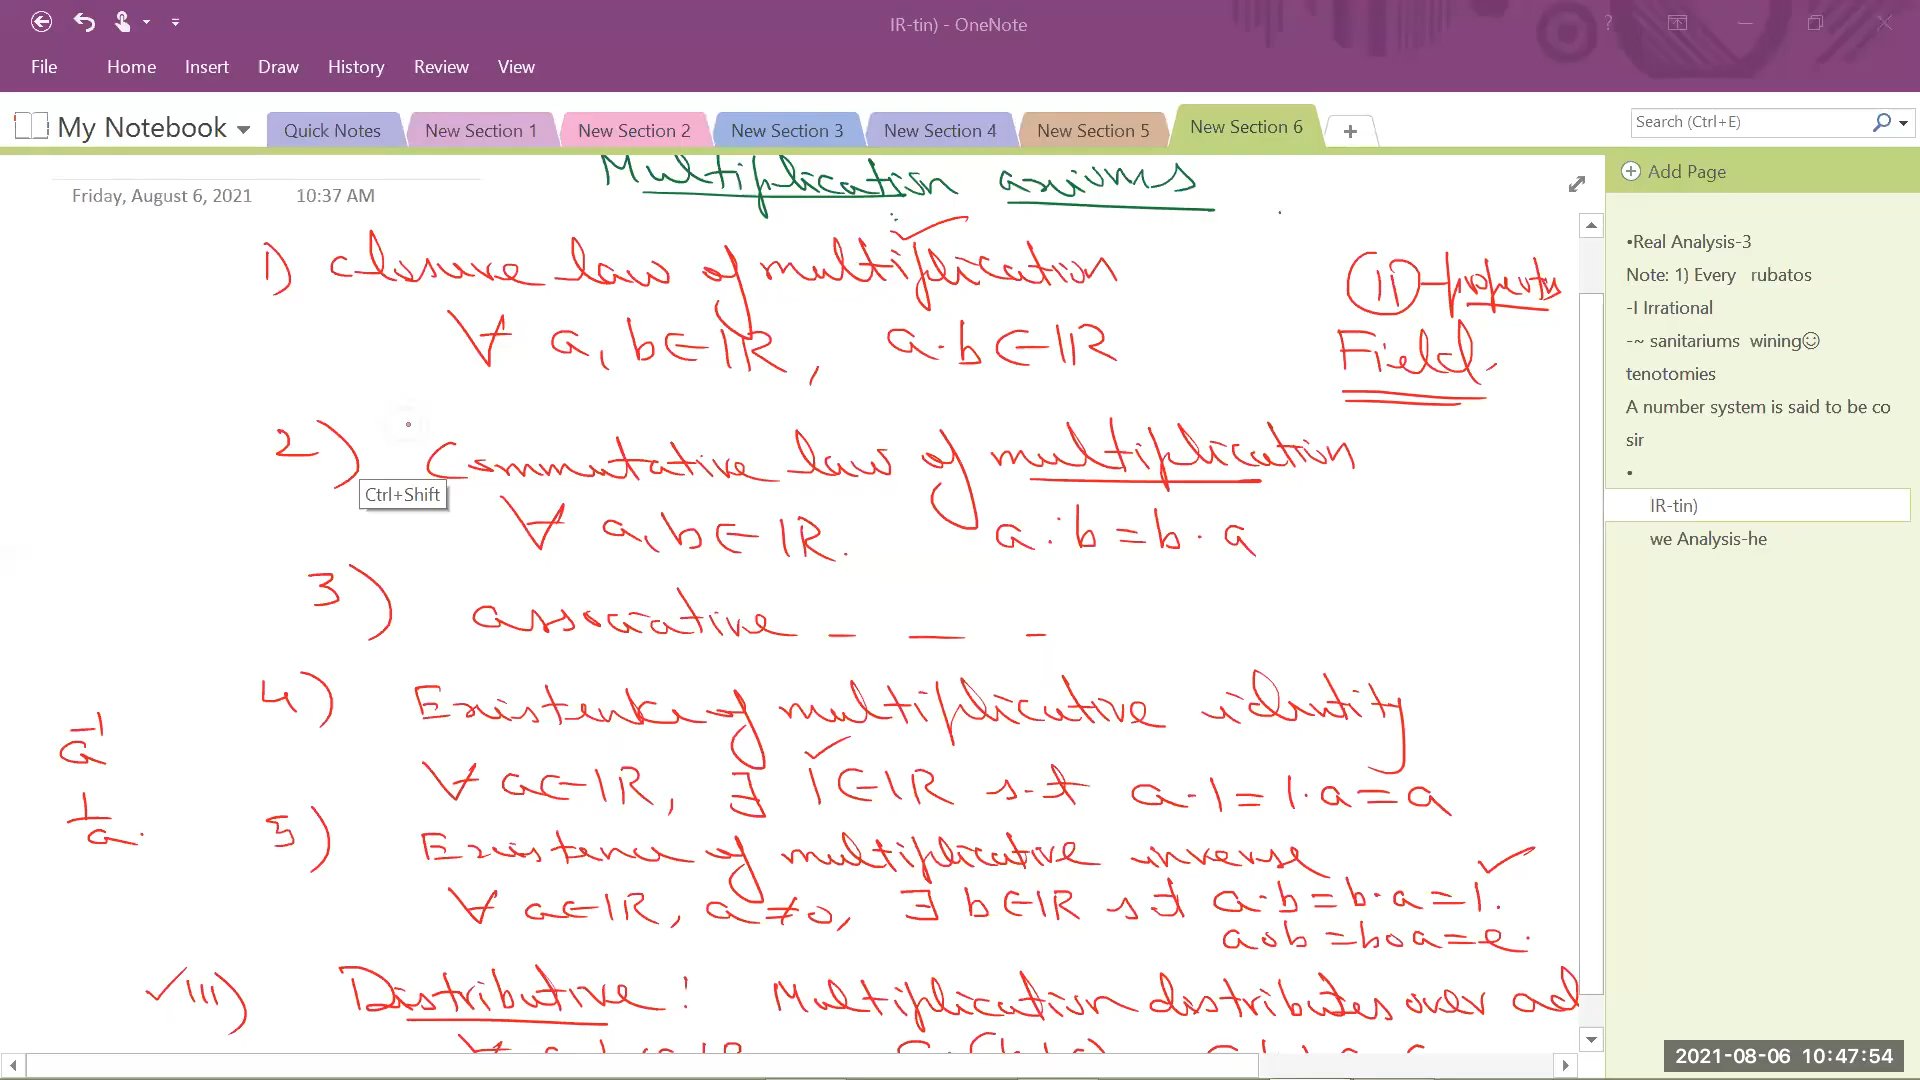 IR-tin) - OneNote
File Home Insert Draw History Review View
My Notebook Quick Notes New Section 1 New Section 2 New Section 3 New Section 4 New Section 5 New Section 6
Search (Ctrl+E)
Add Page
Friday, August 6, 2021 10:37 AM
Multiplication axioms
1) closure law of multiplication
∀ a, b ∈ IR, a·b ∈ IR
11 - property
Field.
2) Commutative law of multiplication
Ctrl+Shift
∀ a, b ∈ IR. a·b = b·a
3) associative - - -
4) Existence of multiplicative identity
∀ a ∈ IR, ∃ 1 ∈ IR s.t a·1 = 1·a = a
a⁻¹
1/a.
5) Existence of multiplicative inverse
∀ a ∈ IR, a ≠ 0, ∃ b ∈ IR s.t a·b = b·a = 1.
aob = boa = e.
III) Distributive : Multiplication distributes over ad
•Real Analysis-3
Note: 1) Every rubatos
-I Irrational
-~ sanitariums wining☺
tenotomies
A number system is said to be co
sir
•
IR-tin)
we Analysis-he
2021-08-06 10:47:54